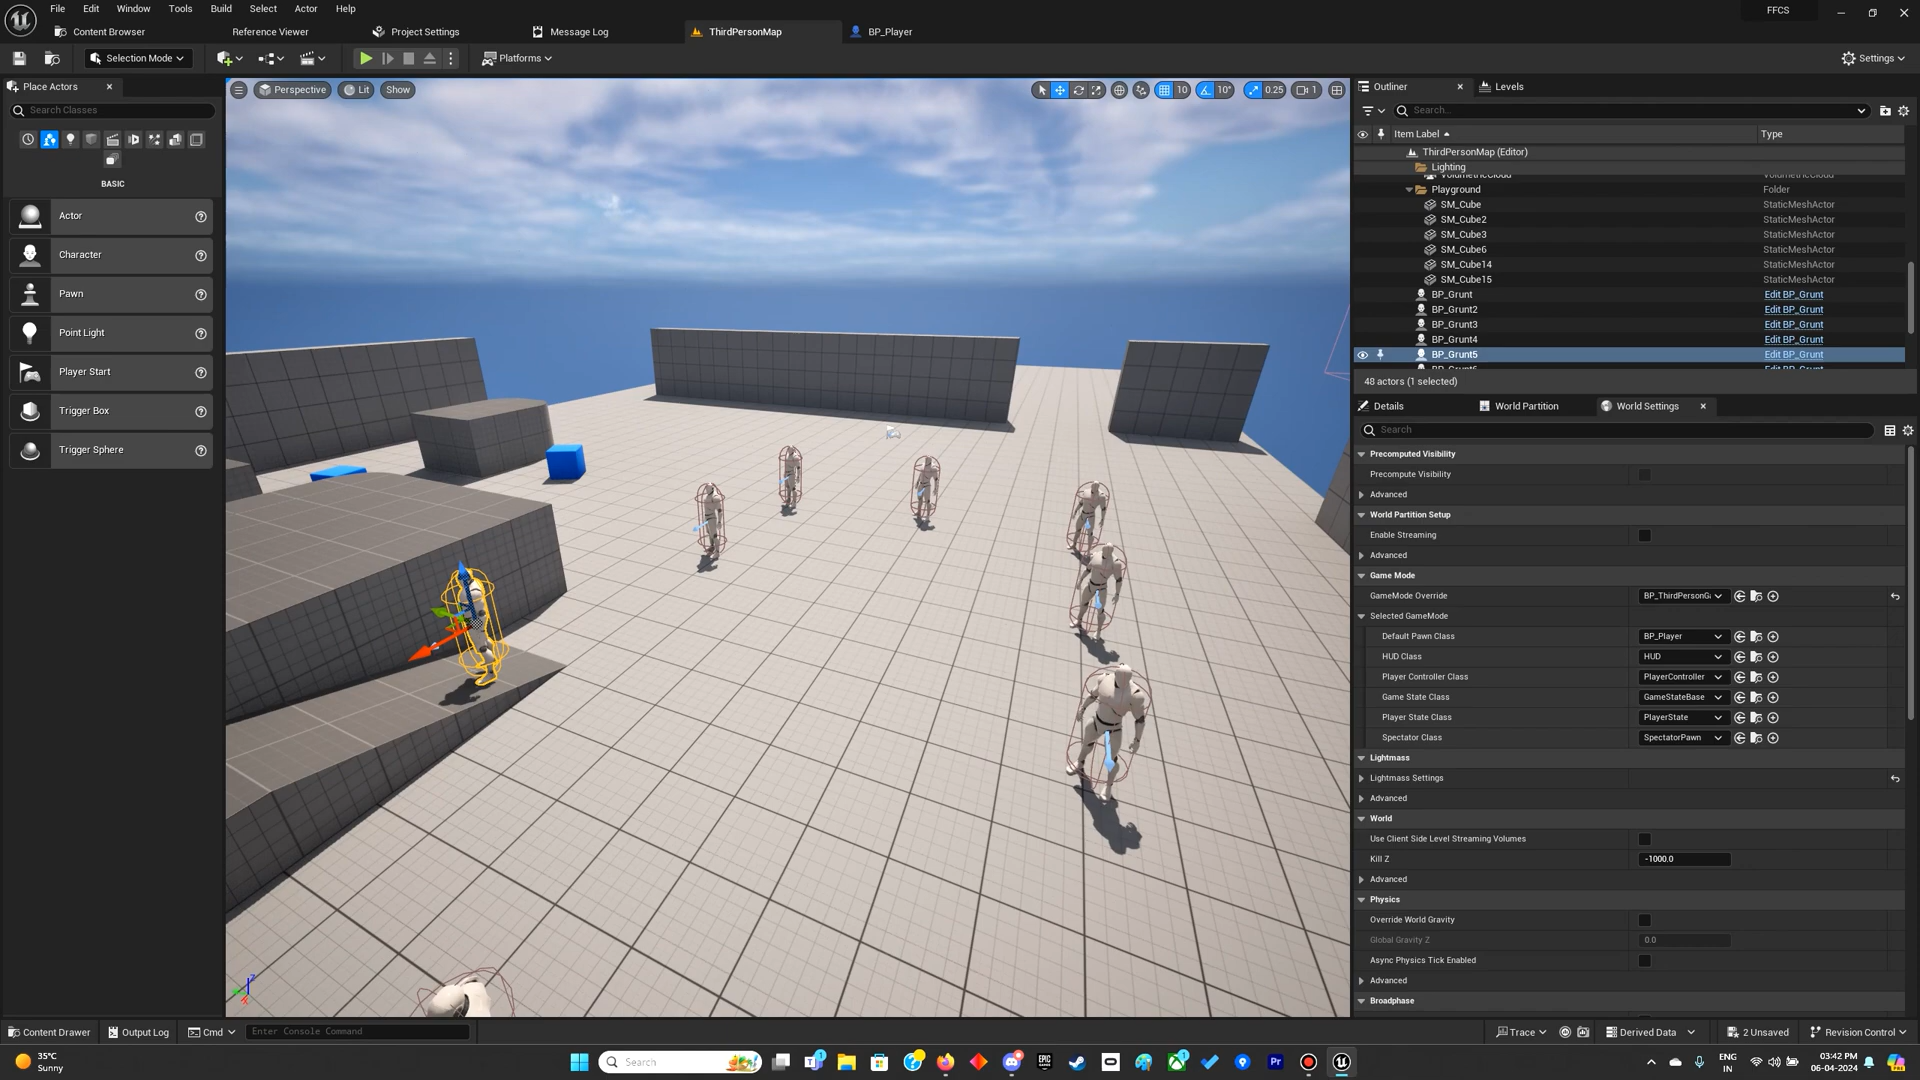 File Edit Window Tools Build Select Actor Help
FFCS
Content Browser Reference Viewer Project Settings Message Log ThirdPersonMap BP_Player
Selection Mode Platforms Settings
Place Actors
Search Classes
BASIC
Actor
Character
Pawn
Point Light
Player Start
Trigger Box
Trigger Sphere
Perspective Lit Show
10 10° 0.25 1
Outliner Levels
Search...
Item Label Type
ThirdPersonMap (Editor)
Lighting
VolumetricCloud VolumetricCloud
Playground Folder
SM_Cube StaticMeshActor
SM_Cube2 StaticMeshActor
SM_Cube3 StaticMeshActor
SM_Cube6 StaticMeshActor
SM_Cube14 StaticMeshActor
SM_Cube15 StaticMeshActor
BP_Grunt Edit BP_Grunt
BP_Grunt2 Edit BP_Grunt
BP_Grunt3 Edit BP_Grunt
BP_Grunt4 Edit BP_Grunt
BP_Grunt5 Edit BP_Grunt
48 actors (1 selected)
Details World Partition World Settings
Search
Precomputed Visibility
Precompute Visibility
Advanced
World Partition Setup
Enable Streaming
Advanced
Game Mode
GameMode Override BP_ThirdPersonGa
Selected GameMode
Default Pawn Class BP_Player
HUD Class HUD
Player Controller Class PlayerController
Game State Class GameStateBase
Player State Class PlayerState
Spectator Class SpectatorPawn
Lightmass
Lightmass Settings
Advanced
World
Use Client Side Level Streaming Volumes
Kill Z -1000.0
Advanced
Physics
Override World Gravity
Global Gravity Z 0.0
Async Physics Tick Enabled
Advanced
Broadphase
Content Drawer Output Log Cmd Enter Console Command
Trace Derived Data 2 Unsaved Revision Control
35°C
Sunny
Search
ENG
IN
03:42 PM
06-04-2024